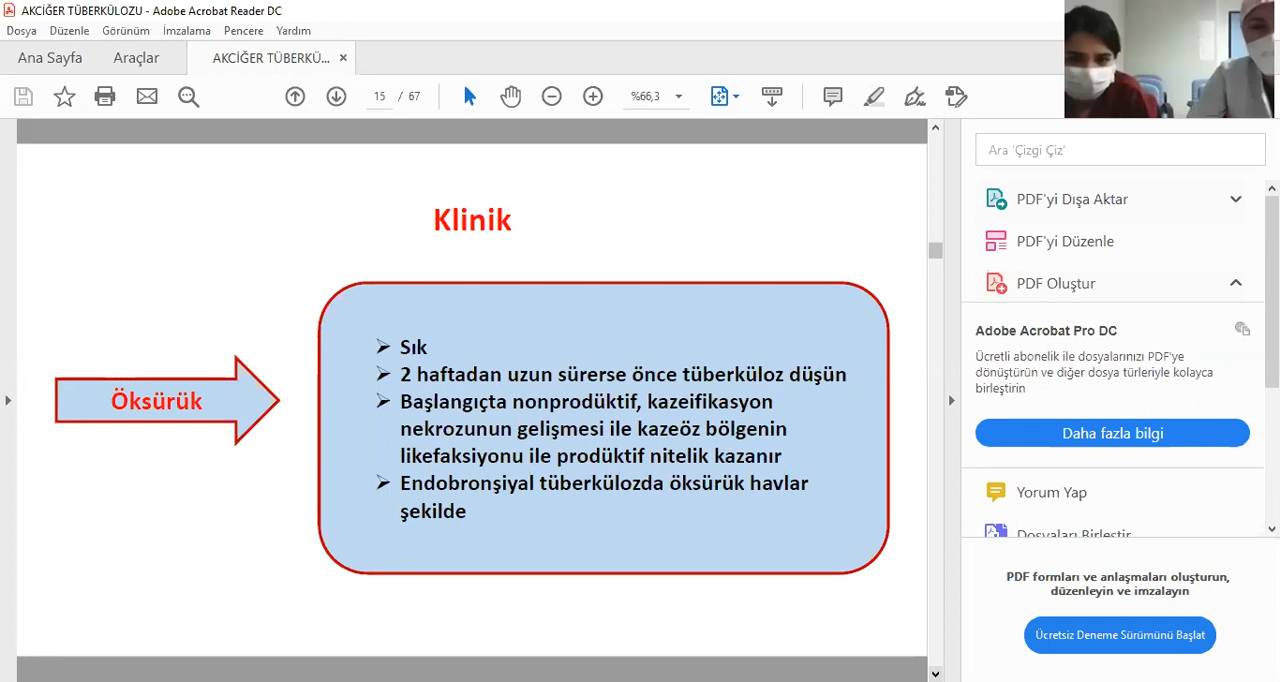 AKCİĞER TÜBERKÜLOZU - Adobe Acrobat Reader DC
Dosya Düzenle Görünüm İmzalama Pencere Yardım
Ana Sayfa Araçlar AKCİĞER TÜBERKÜ... ×
15 / 67 %66,3
Klinik
Öksürük
➢ Sık
➢ 2 haftadan uzun sürerse önce tüberküloz düşün
➢ Başlangıçta nonprodüktif, kazeifikasyon
nekrozunun gelişmesi ile kazeöz bölgenin
likefaksiyonu ile prodüktif nitelik kazanır
➢ Endobronşiyal tüberkülozda öksürük havlar
şekilde
Ara 'Çizgi Çiz'
PDF'yi Dışa Aktar
PDF'yi Düzenle
PDF Oluştur
Adobe Acrobat Pro DC
Ücretli abonelik ile dosyalarınızı PDF'ye
dönüştürün ve diğer dosya türleriyle kolayca
birleştirin
Daha fazla bilgi
Yorum Yap
Dosyaları Birleştir
PDF formları ve anlaşmaları oluşturun,
düzenleyin ve imzalayın
Ücretsiz Deneme Sürümünü Başlat